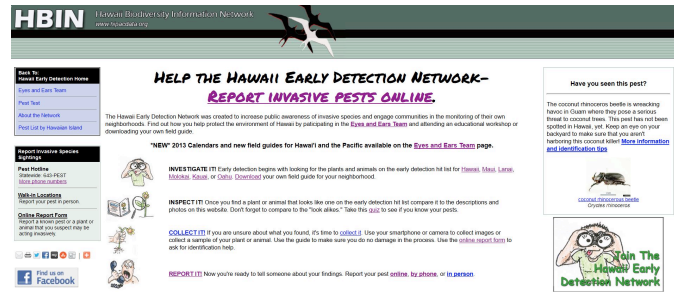 HBIN
Hawaii Biodiversity Information Network
www.hpicdata.org
Back To:
Hawaii Early Detection Home
Eyes and Ears Team
Pest Test
About the Network
Pest List by Hawaiian Island
Report Invasive Species
Sightings
Pest Hotline
Statewide: 643-PEST
More phone numbers
Walk-in Locations
Report your pest in person.
Online Report Form
Report a known pest or a plant or
animal that you suspect may be
acting invasively.
Find us on
Facebook
Help the Hawaii Early Detection Network–
Report invasive pests online.
The Hawaii Early Detection Network was created to increase public awareness of invasive species and engage communities in the monitoring of their own
neighborhoods. Find out how you help protect the environment of Hawaii by paticipating in the Eyes and Ears Team and attending an educational workshop or
downloading your own field guide.
*NEW* 2013 Calendars and new field guides for Hawai'i and the Pacific available on the Eyes and Ears Team page.
INVESTIGATE IT! Early detection begins with looking for the plants and animals on the early detection hit list for Hawaii, Maui, Lanai,
Molokai, Kauai, or Oahu. Download your own field guide for your neighborhood.
INSPECT IT! Once you find a plant or animal that looks like one on the early detection hit list compare it to the descriptions and
photos on this website. Don't forget to compare to the "look alikes." Take this quiz to see if you know your pests.
COLLECT IT! If you are unsure about what you found, it's time to collect it. Use your smartphone or camera to collect images or
collect a sample of your plant or animal. Use the guide to make sure you do no damage in the process. Use the online report form to
ask for identification help.
REPORT IT! Now you're ready to tell someone about your findings. Report your pest online, by phone, or in person.
Have you seen this pest?
The coconut rhinoceros beetle is wreaking
havoc in Guam where they pose a serious
threat to coconut trees. This pest has not been
spotted in Hawaii, yet. Keep an eye on your
backyard to make sure that you aren't
harboring this coconut killer! More information
and identification tips
coconut rhinocerous beetle
Oryctes rhinoceros
Join The
Hawaii Early
Detection Network